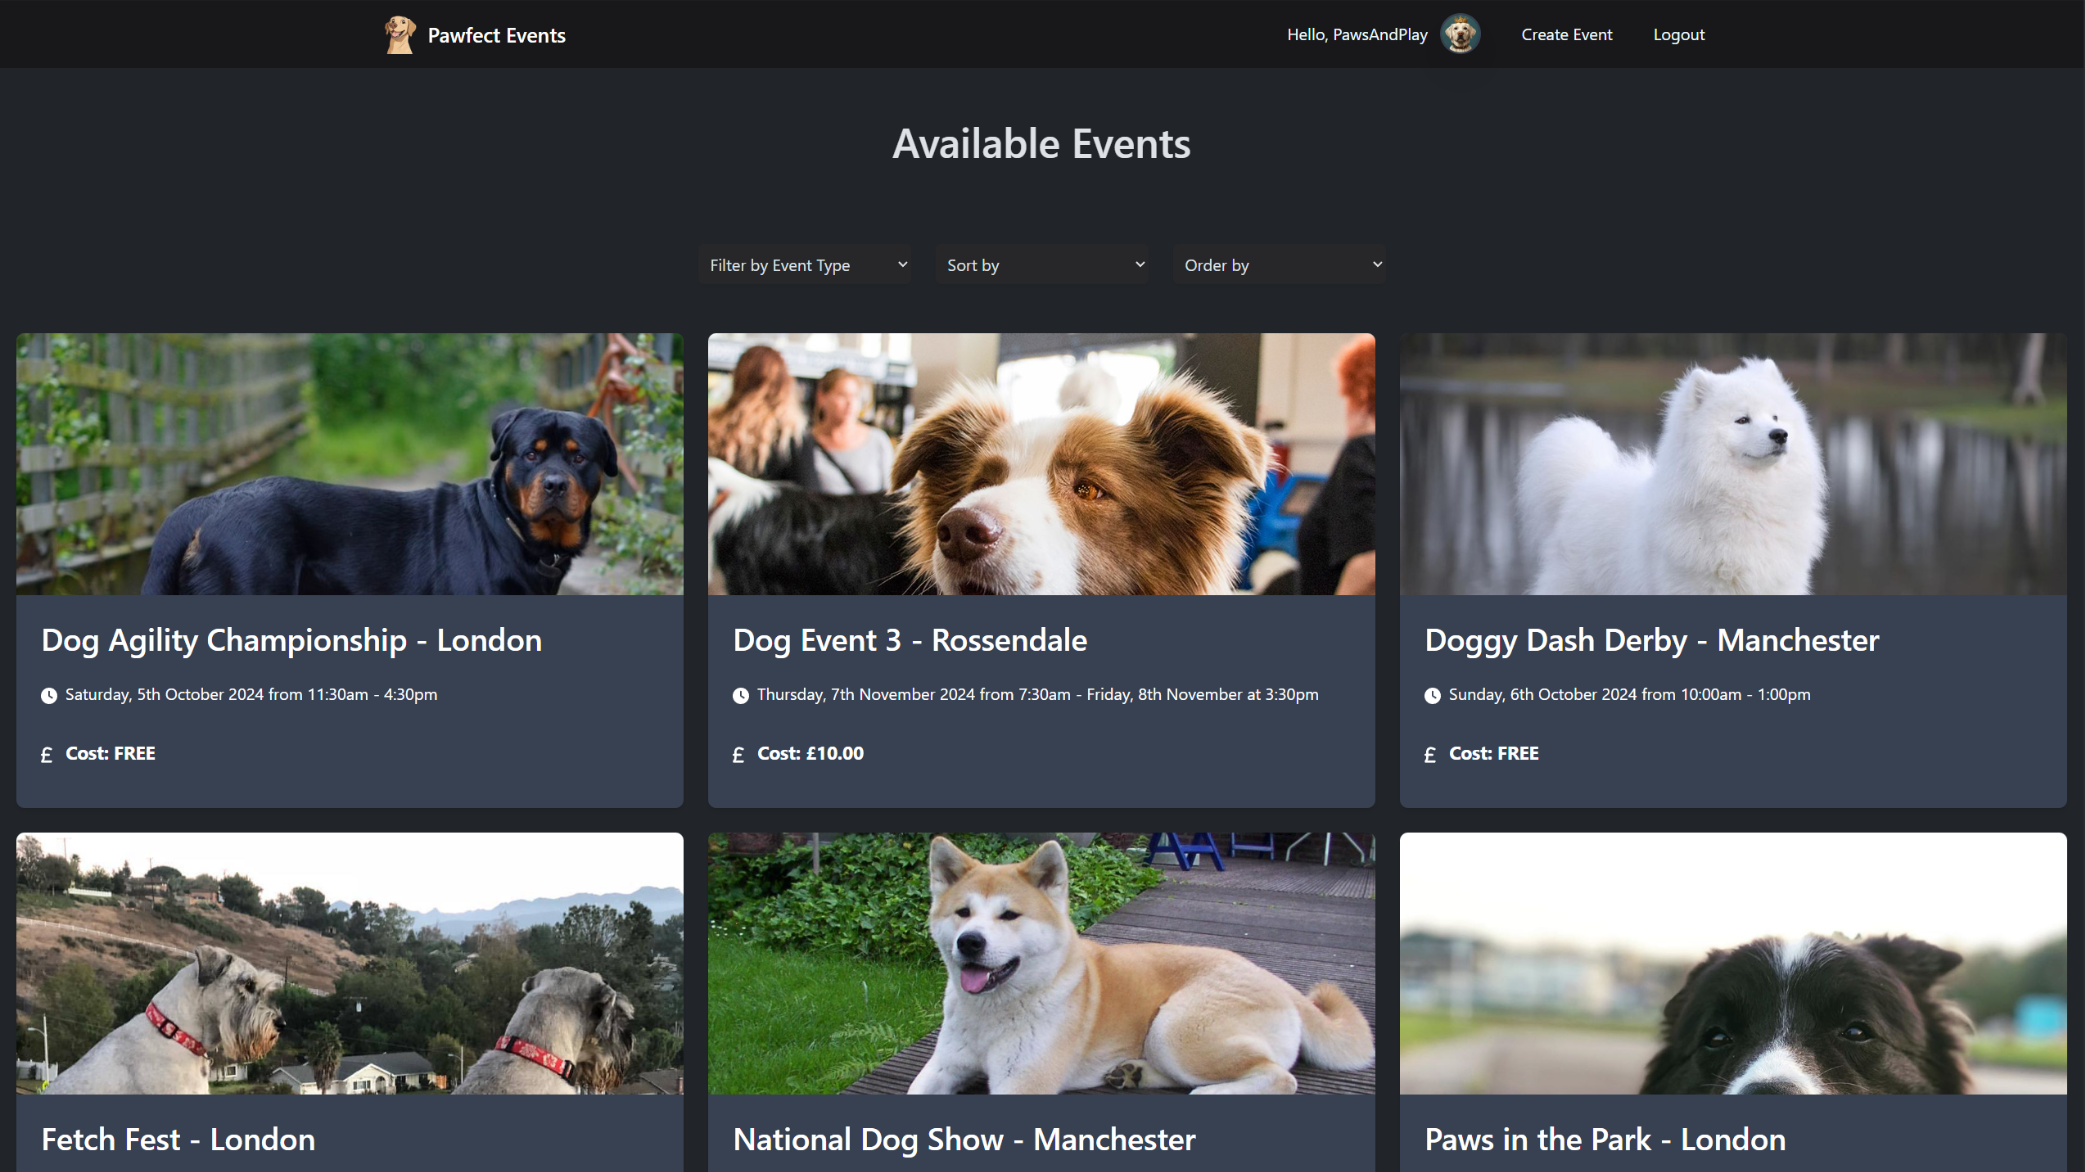 Pawfect Events
Hello, PawsAndPlay
Create Event
Logout
Available Events
Filter by Event Type
Sort by
Order by
Dog Agility Championship - London
Saturday, 5th October 2024 from 11:30am - 4:30pm
£ Cost: FREE
Dog Event 3 - Rossendale
Thursday, 7th November 2024 from 7:30am - Friday, 8th November at 3:30pm
£ Cost: £10.00
Doggy Dash Derby - Manchester
Sunday, 6th October 2024 from 10:00am - 1:00pm
£ Cost: FREE
Fetch Fest - London
National Dog Show - Manchester
Paws in the Park - London